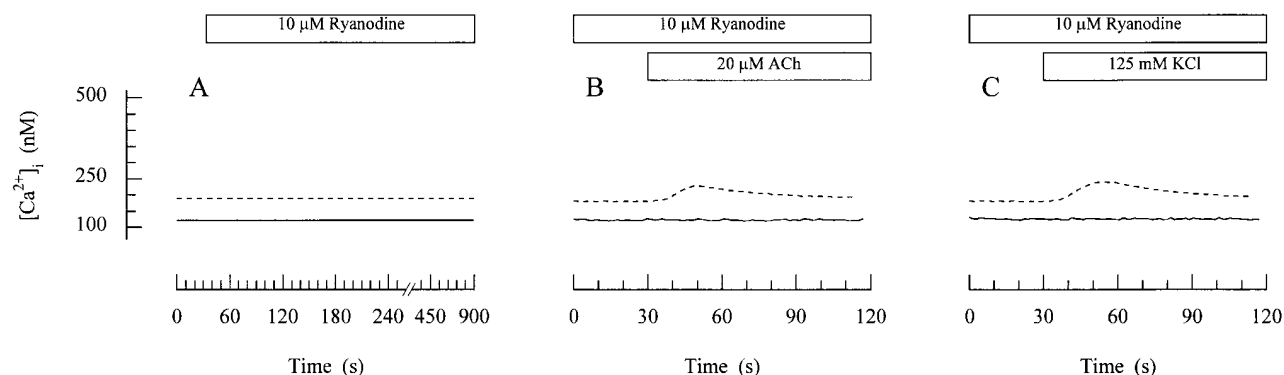 10 µM Ryanodine
10 µM Ryanodine
10 µM Ryanodine
20 µM ACh
125 mM KCl
A
B
C
500
250
100
[Ca2+]i (nM)
0 60 120 180 240 450 900
0 30 60 90 120
0 30 60 90 120
Time (s)
Time (s)
Time (s)